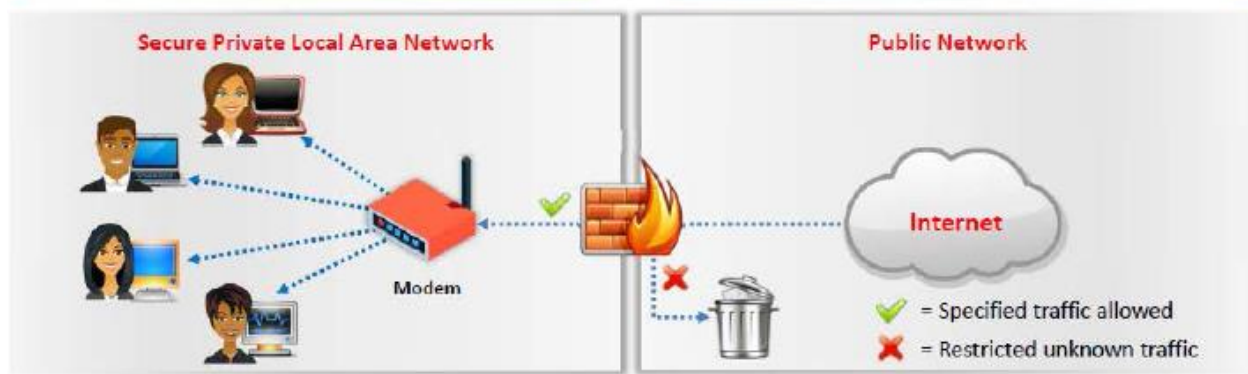 Secure Private Local Area Network
Public Network
Internet
Modem
= Specified traffic allowed
= Restricted unknown traffic